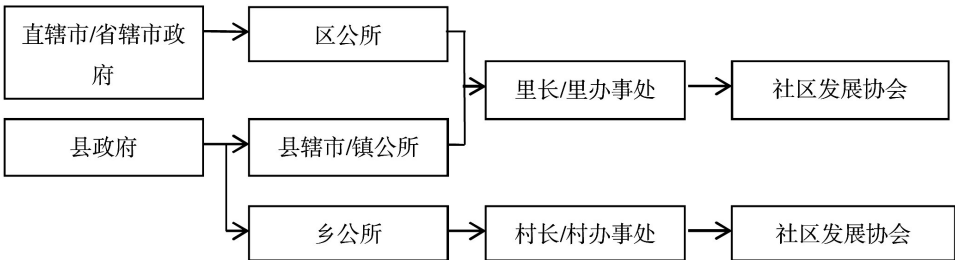 直辖市/省辖市政
府
区公所
里长/里办事处
社区发展协会
县政府
县辖市/镇公所
乡公所
村长/村办事处
社区发展协会